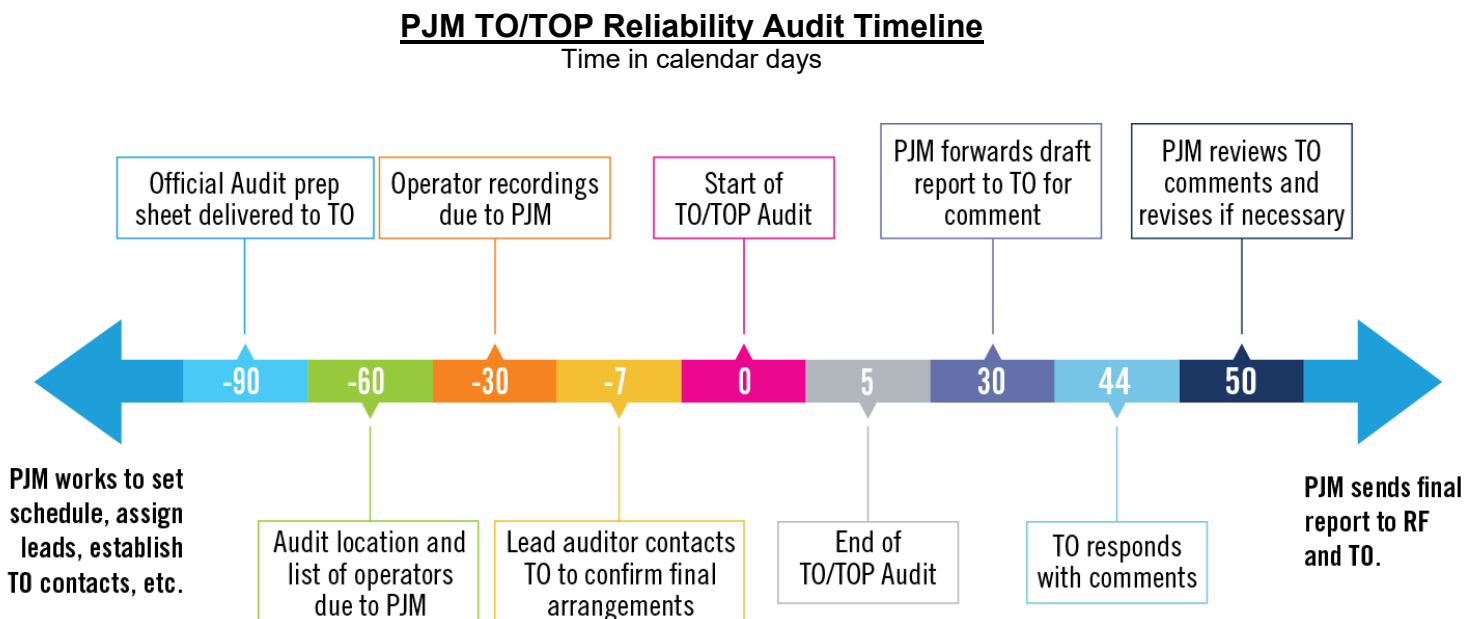 PJM TO/TOP Reliability Audit Timeline
Time in calendar days
Official Audit prep
sheet delivered to TO
Operator recordings
due to PJM
Start of
TO/TOP Audit
PJM forwards draft
report to TO for
comment
PJM reviews TO
comments and
revises if necessary
-90
-60
-30
-7
0
5
30
44
50
PJM works to set
schedule, assign
leads, establish
TO contacts, etc.
Audit location and
list of operators
due to PJM
Lead auditor contacts
TO to confirm final
arrangements
End of
TO/TOP Audit
TO responds
with comments
PJM sends final
report to RF
and TO.